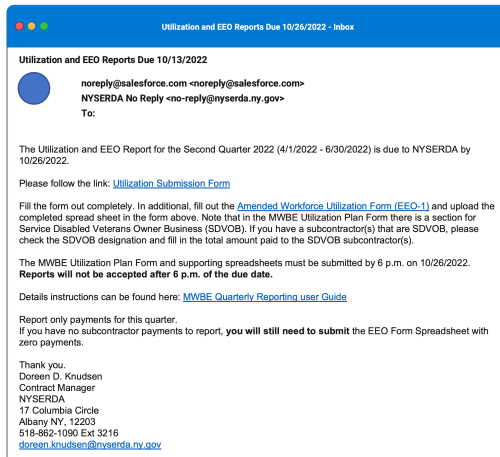 Utilization and EEO Reports Due 10/26/2022 - Inbox
Utilization and EEO Reports Due 10/13/2022
noreply@salesforce.com <noreply@salesforce.com>
NYSERDA No Reply <no-reply@nyserda.ny.gov>
To:
The Utilization and EEO Report for the Second Quarter 2022 (4/1/2022 - 6/30/2022) is due to NYSERDA by
10/26/2022.
Please follow the link: Utilization Submission Form
Fill the form out completely. In additional, fill out the Amended Workforce Utilization Form (EEO-1) and upload the
completed spread sheet in the form above. Note that in the MWBE Utilization Plan Form there is a section for
Service Disabled Veterans Owner Business (SDVOB). If you have a subcontractor(s) that are SDVOB, please
check the SDVOB designation and fill in the total amount paid to the SDVOB subcontractor(s).
The MWBE Utilization Plan Form and supporting spreadsheets must be submitted by 6 p.m. on 10/26/2022.
Reports will not be accepted after 6 p.m. of the due date.
Details instructions can be found here: MWBE Quarterly Reporting user Guide
Report only payments for this quarter.
If you have no subcontractor payments to report, you will still need to submit the EEO Form Spreadsheet with
zero payments.
Thank you.
Doreen D. Knudsen
Contract Manager
NYSERDA
17 Columbia Circle
Albany NY, 12203
518-862-1090 Ext 3216
doreen.knudsen@nyserda.ny.gov